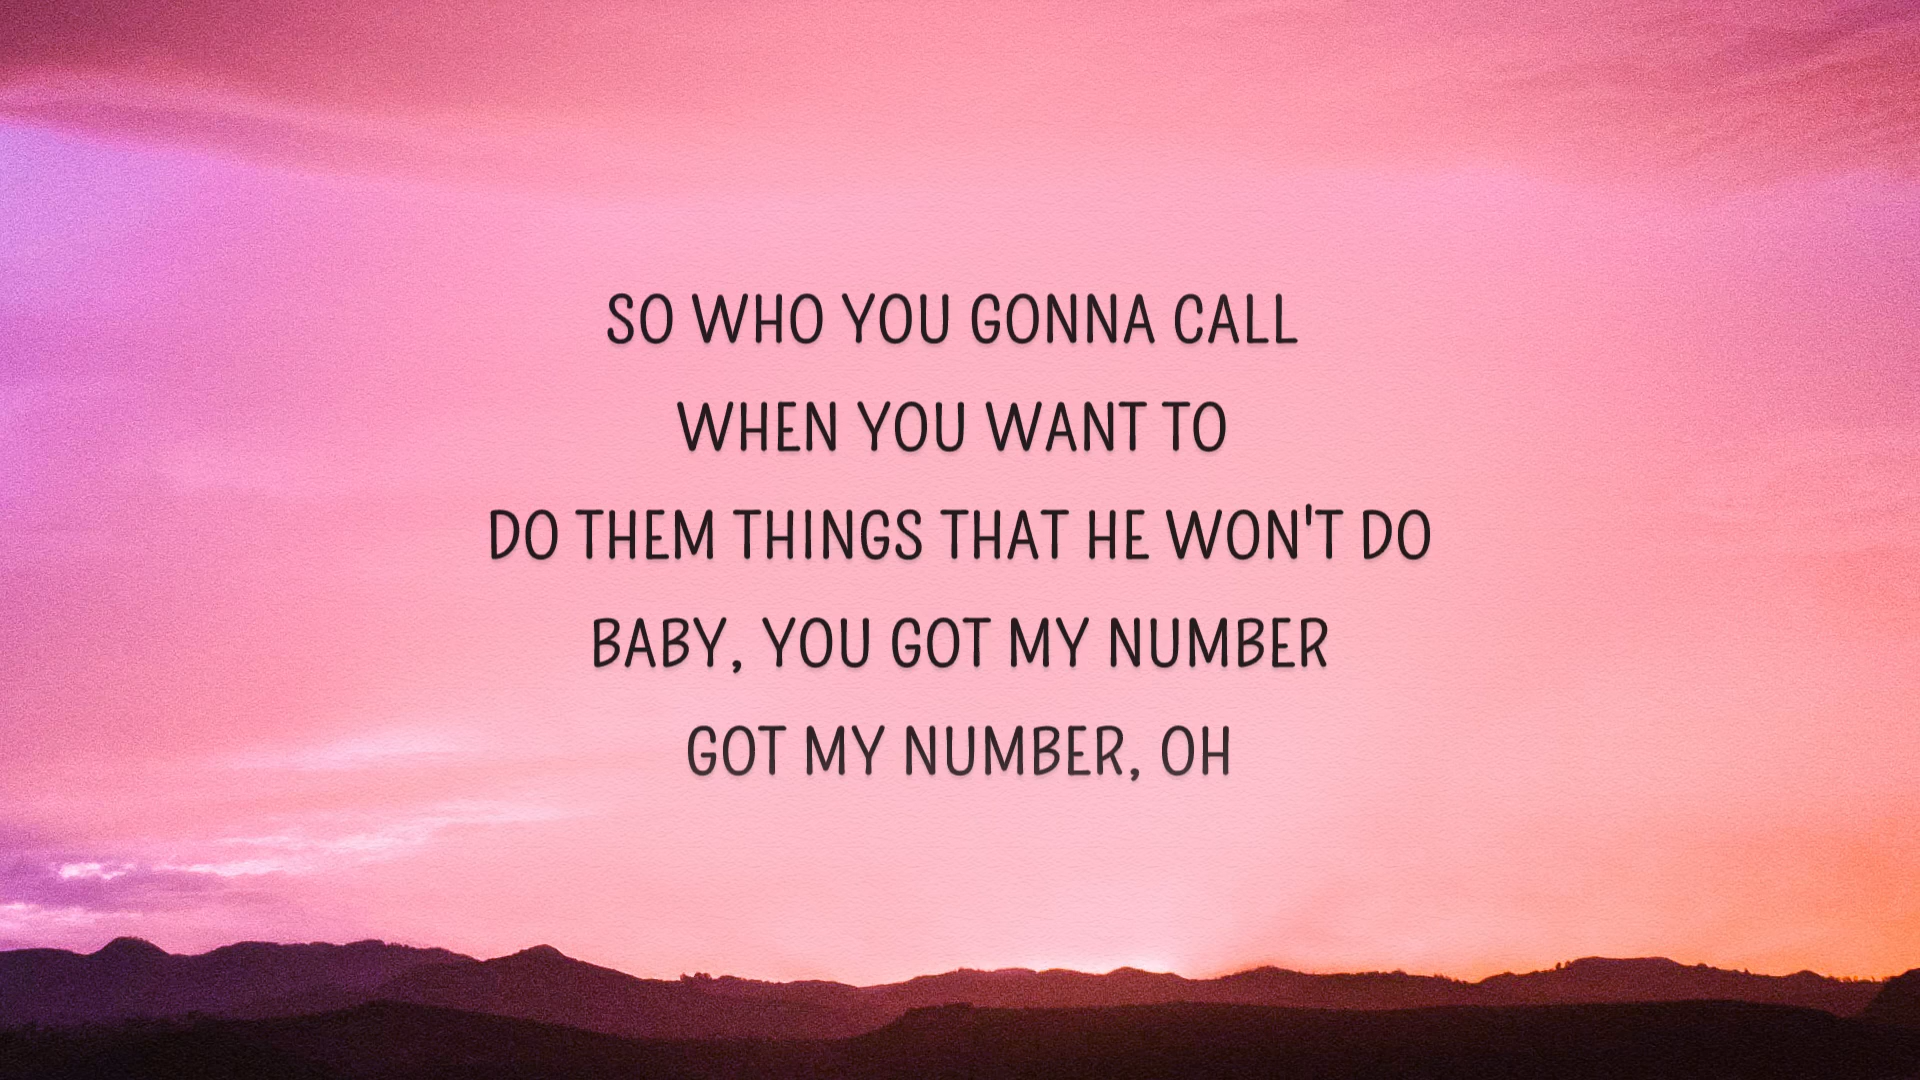 SO WHO YOU GONNA CALL
WHEN YOU WANT TO
DO THEM THINGS THAT HE WON'T DO
BABY, YOU GOT MY NUMBER
GOT MY NUMBER, OH